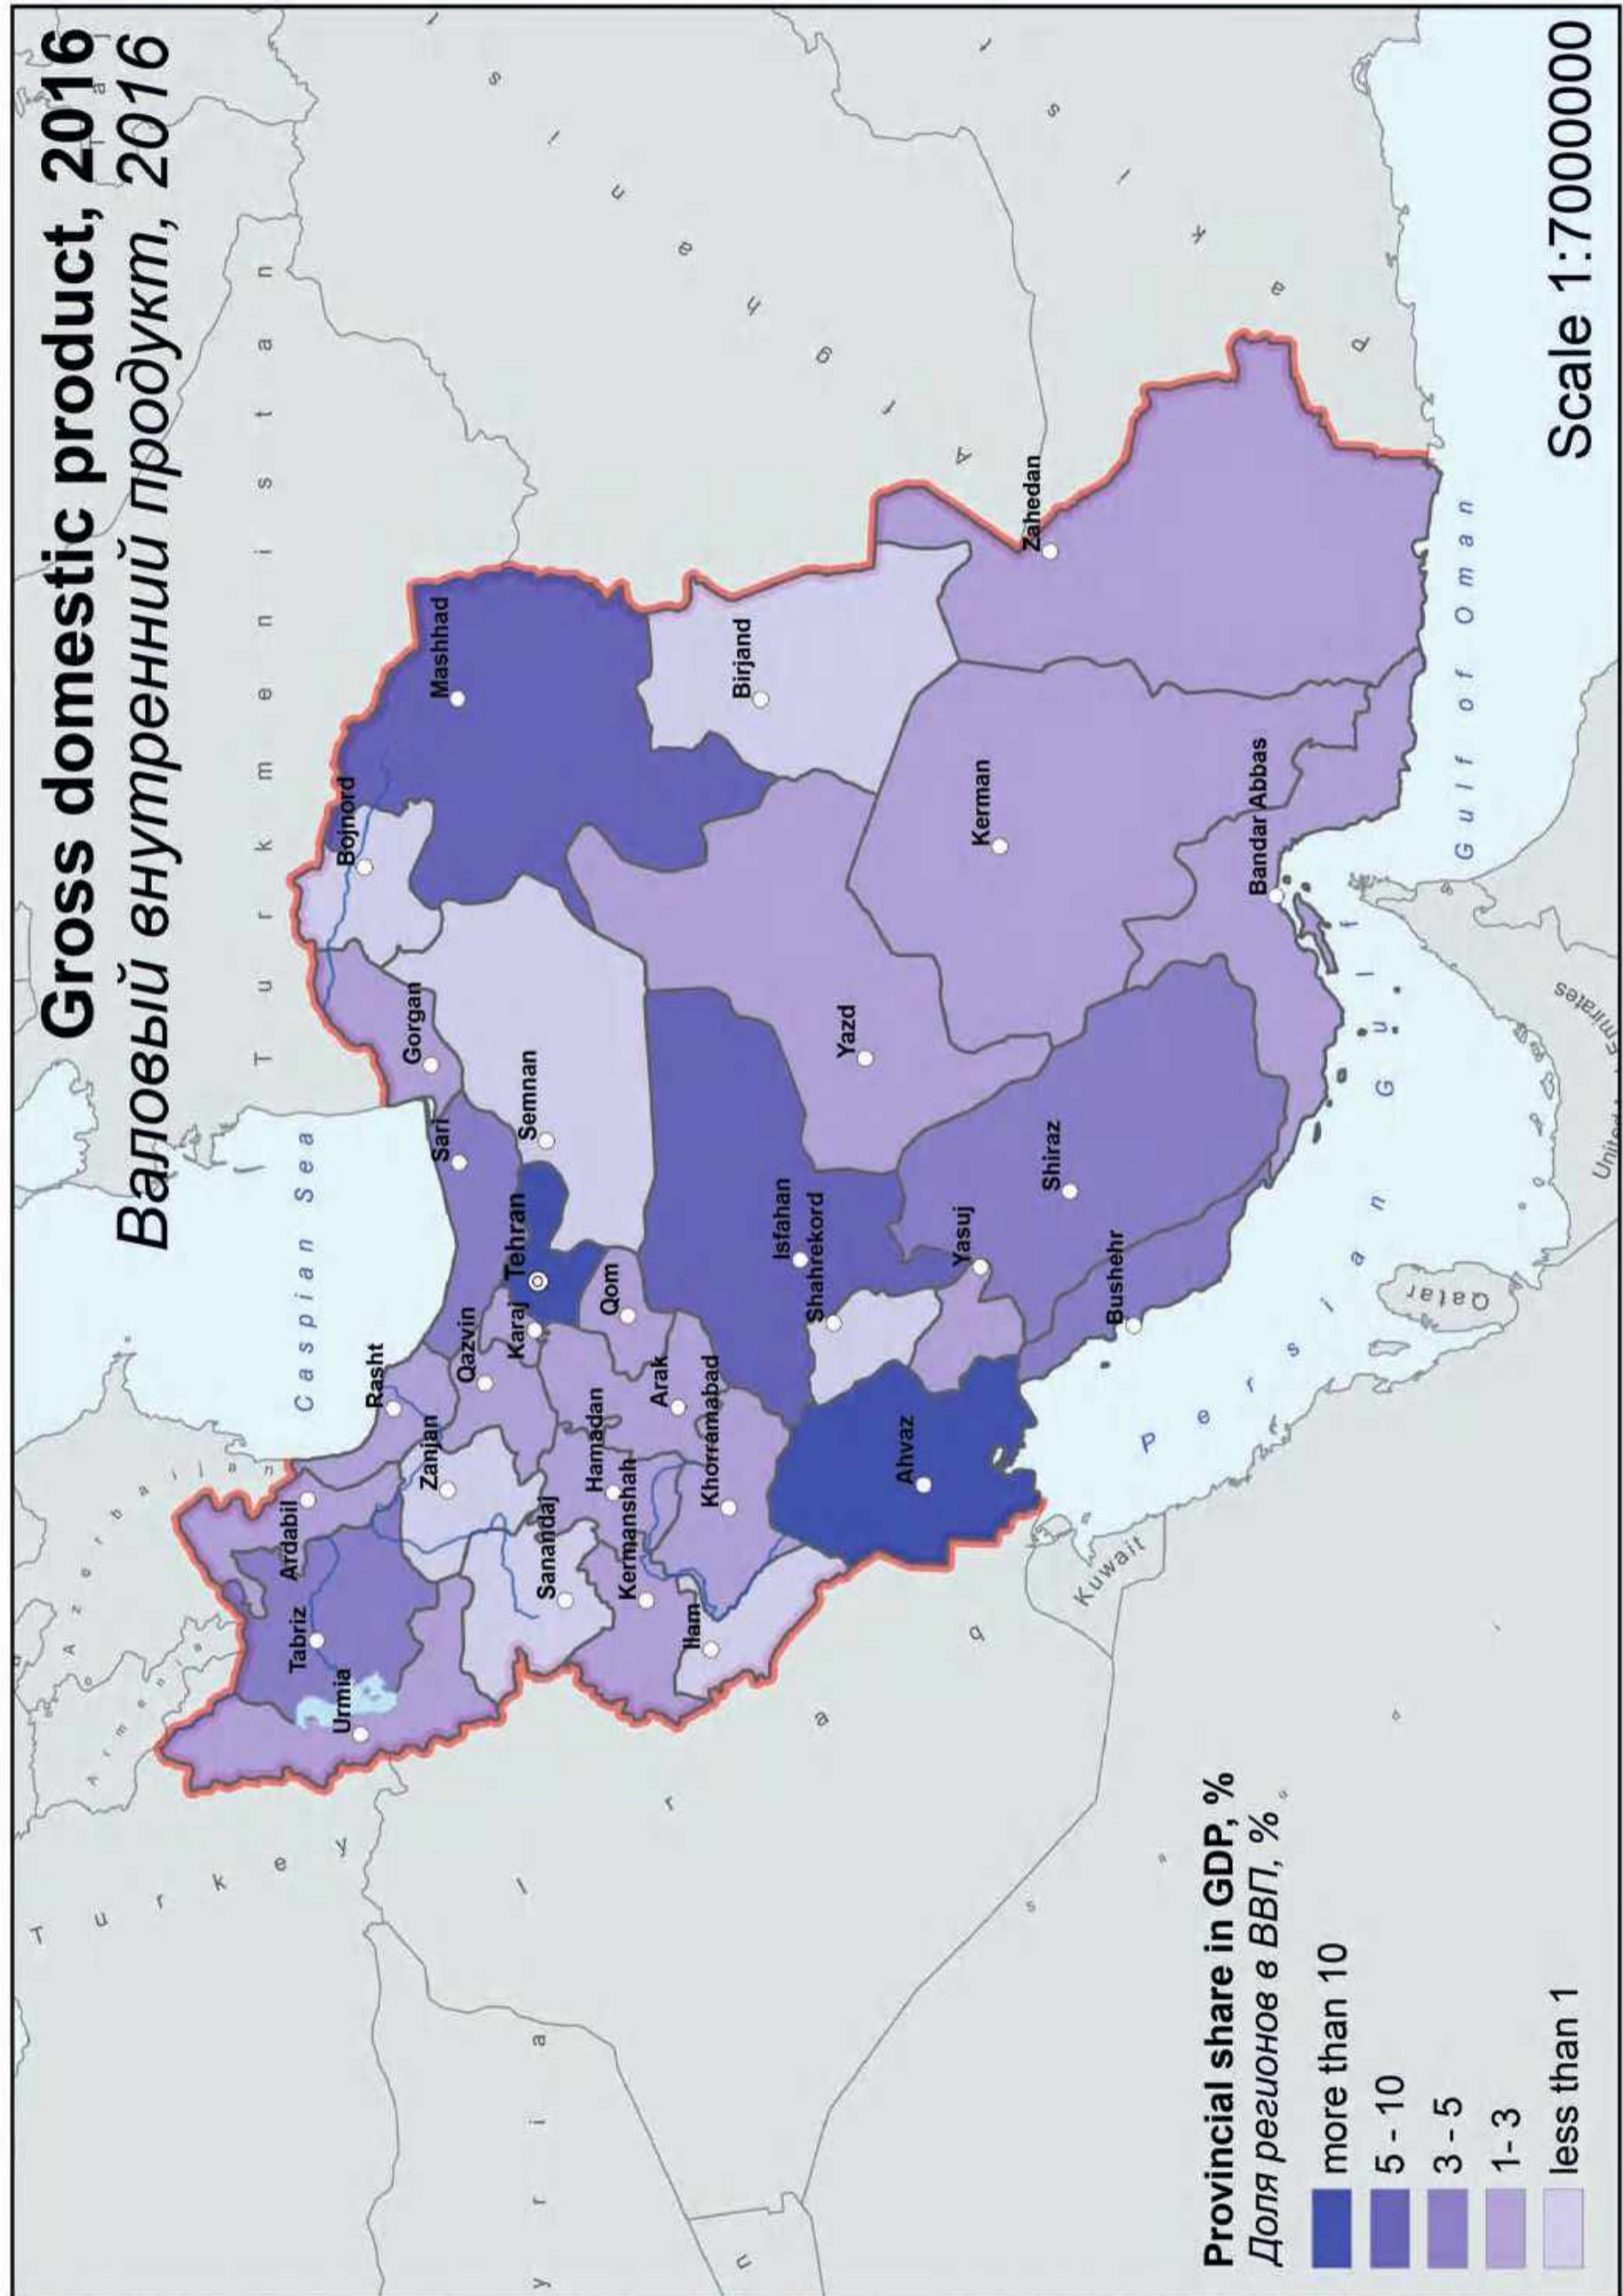 Gross domestic product, 2016
Валовый внутренний продукт, 2016
Turkmenistan
Caspian Sea
Azerbaijan
Armenia
Turkey
Syria
Iraq
Kuwait
Qatar
Emirates
Afghanistan
Pakistan
Persian Gulf
Gulf of Oman
Bojnord
Mashhad
Gorgan
Sari
Semnan
Birjand
Tehran
Karaj
Qazvin
Rasht
Qom
Zanjan
Ardabil
Tabriz
Urmia
Sanandaj
Hamadan
Kermanshah
Arak
Khorramabad
Ilam
Isfahan
Shahrekord
Yazd
Ahvaz
Yasuj
Shiraz
Bushehr
Kerman
Zahedan
Bandar Abbas
Provincial share in GDP, %
Доля регионов в ВВП, %
more than 10
5 - 10
3 - 5
1- 3
less than 1
Scale 1:7000000